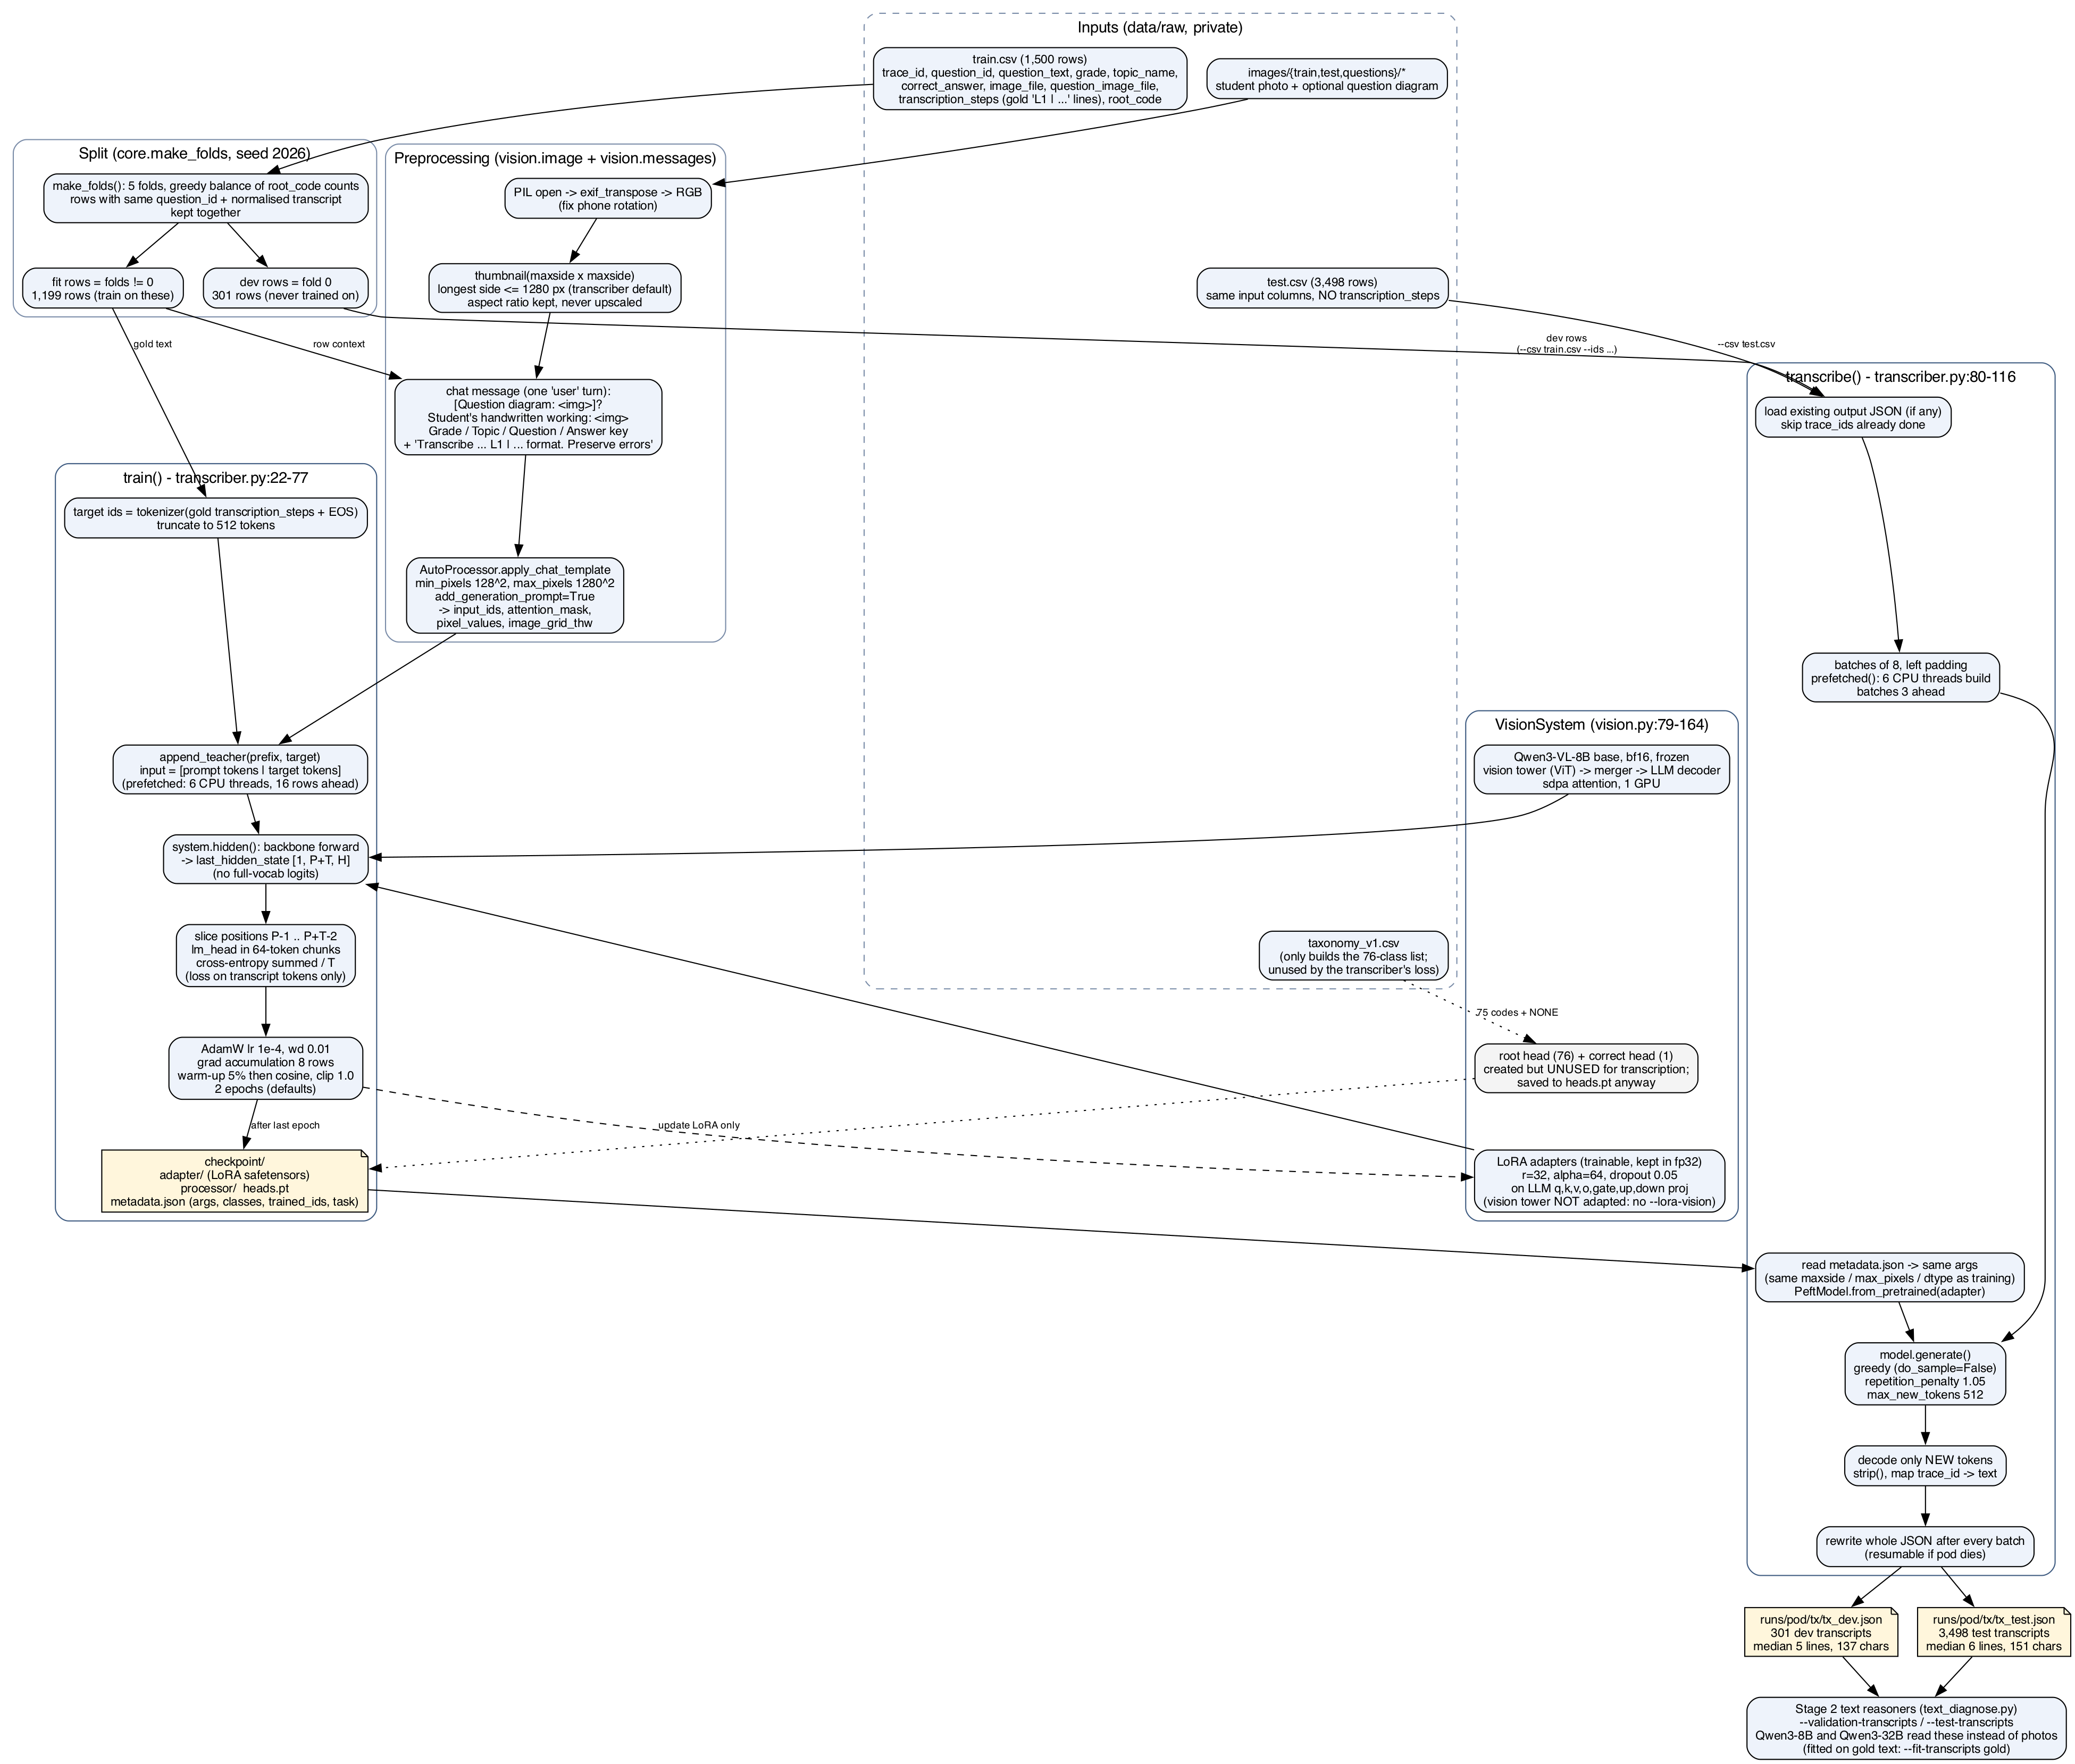 Inputs (data/raw, private)
train.csv (1,500 rows)
trace_id, question_id, question_text, grade, topic_name,
correct_answer, image_file, question_image_file,
transcription_steps (gold 'L1 | ...' lines), root_code
images/{train,test,questions}/*
student photo + optional question diagram
Split (core.make_folds, seed 2026)
make_folds(): 5 folds, greedy balance of root_code counts
rows with same question_id + normalised transcript
kept together
fit rows = folds != 0
1,199 rows (train on these)
dev rows = fold 0
301 rows (never trained on)
Preprocessing (vision.image + vision.messages)
PIL open -> exif_transpose -> RGB
(fix phone rotation)
thumbnail(maxside x maxside)
longest side <= 1280 px (transcriber default)
aspect ratio kept, never upscaled
test.csv (3,498 rows)
same input columns, NO transcription_steps
gold text
row context
dev rows
(--csv train.csv --ids ...)
--csv test.csv
chat message (one 'user' turn):
[Question diagram: <img>]?
Student's handwritten working: <img>
Grade / Topic / Question / Answer key
+ 'Transcribe ... L1 | ... format. Preserve errors'
transcribe() - transcriber.py:80-116
load existing output JSON (if any)
skip trace_ids already done
train() - transcriber.py:22-77
target ids = tokenizer(gold transcription_steps + EOS)
truncate to 512 tokens
AutoProcessor.apply_chat_template
min_pixels 128^2, max_pixels 1280^2
add_generation_prompt=True
-> input_ids, attention_mask,
pixel_values, image_grid_thw
batches of 8, left padding
prefetched(): 6 CPU threads build
batches 3 ahead
VisionSystem (vision.py:79-164)
Qwen3-VL-8B base, bf16, frozen
vision tower (ViT) -> merger -> LLM decoder
sdpa attention, 1 GPU
append_teacher(prefix, target)
input = [prompt tokens | target tokens]
(prefetched: 6 CPU threads, 16 rows ahead)
system.hidden(): backbone forward
-> last_hidden_state [1, P+T, H]
(no full-vocab logits)
slice positions P-1 .. P+T-2
lm_head in 64-token chunks
cross-entropy summed / T
(loss on transcript tokens only)
taxonomy_v1.csv
(only builds the 76-class list;
unused by the transcriber's loss)
75 codes + NONE
root head (76) + correct head (1)
created but UNUSED for transcription;
saved to heads.pt anyway
AdamW lr 1e-4, wd 0.01
grad accumulation 8 rows
warm-up 5% then cosine, clip 1.0
2 epochs (defaults)
after last epoch
update LoRA only
checkpoint/
adapter/ (LoRA safetensors)
processor/  heads.pt
metadata.json (args, classes, trained_ids, task)
LoRA adapters (trainable, kept in fp32)
r=32, alpha=64, dropout 0.05
on LLM q,k,v,o,gate,up,down proj
(vision tower NOT adapted: no --lora-vision)
read metadata.json -> same args
(same maxside / max_pixels / dtype as training)
PeftModel.from_pretrained(adapter)
model.generate()
greedy (do_sample=False)
repetition_penalty 1.05
max_new_tokens 512
decode only NEW tokens
strip(), map trace_id -> text
rewrite whole JSON after every batch
(resumable if pod dies)
runs/pod/tx/tx_dev.json
301 dev transcripts
median 5 lines, 137 chars
runs/pod/tx/tx_test.json
3,498 test transcripts
median 6 lines, 151 chars
Stage 2 text reasoners (text_diagnose.py)
--validation-transcripts / --test-transcripts
Qwen3-8B and Qwen3-32B read these instead of photos
(fitted on gold text: --fit-transcripts gold)